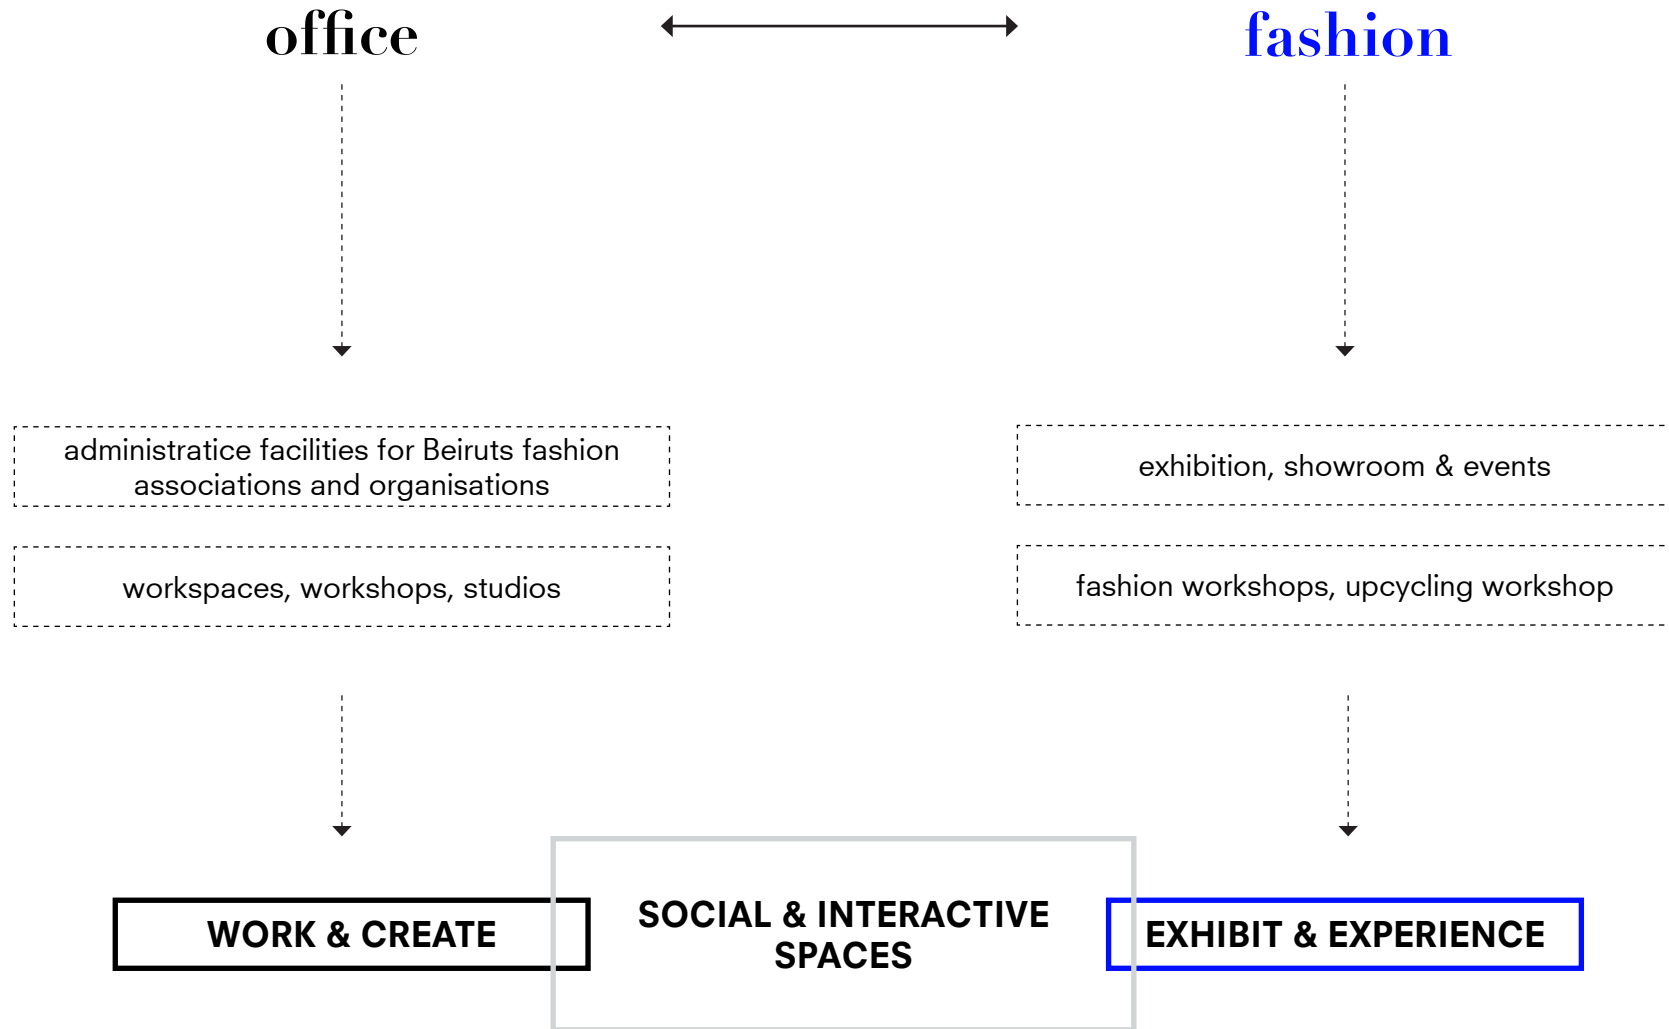 office
fashion
administratice facilities for Beiruts fashion
associations and organisations
exhibition, showroom & events
workspaces, workshops, studios
fashion workshops, upcycling workshop
WORK & CREATE
SOCIAL & INTERACTIVE
SPACES
EXHIBIT & EXPERIENCE